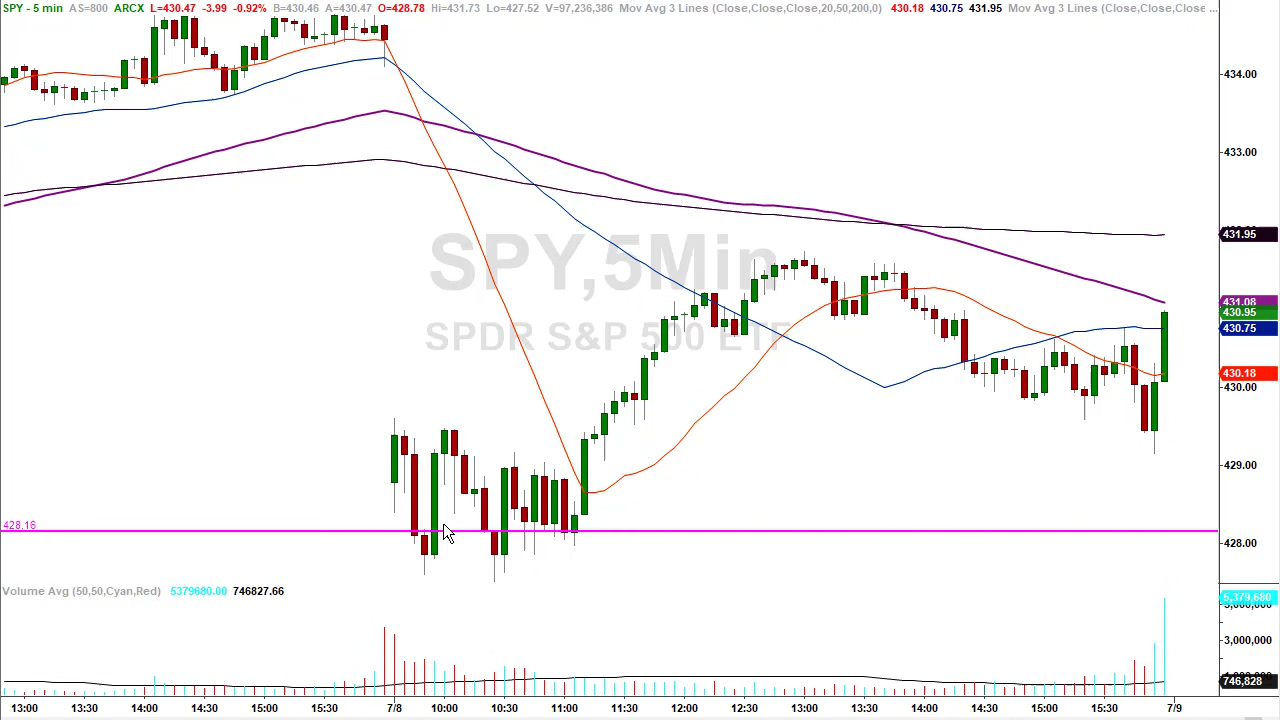 SPY - 5 min AS=800 ARCX L=430.47 -3.99 -0.92% B=430.46 A=430.47 O=428.78 Hi=431.73 Lo=427.52 V=97,236,386 Mov Avg 3 Lines (Close,Close,Close,20,50,200,0) 430.18 430.75 431.95 Mov Avg 3 Lines (Close,Close,Close ...
434.00
433.00
SPY,5Min
431.95
SPDR S&P 500 ETF
431.08
430.95
430.75
430.18
430.00
429.00
428.16
428.00
Volume Avg (50,50,Cyan,Red) 5379680.00 746827.66
5,379,680
3,000,000
746,828
13:00 13:30 14:00 14:30 15:00 15:30 7/8 10:00 10:30 11:00 11:30 12:00 12:30 13:00 13:30 14:00 14:30 15:00 15:30 7/9